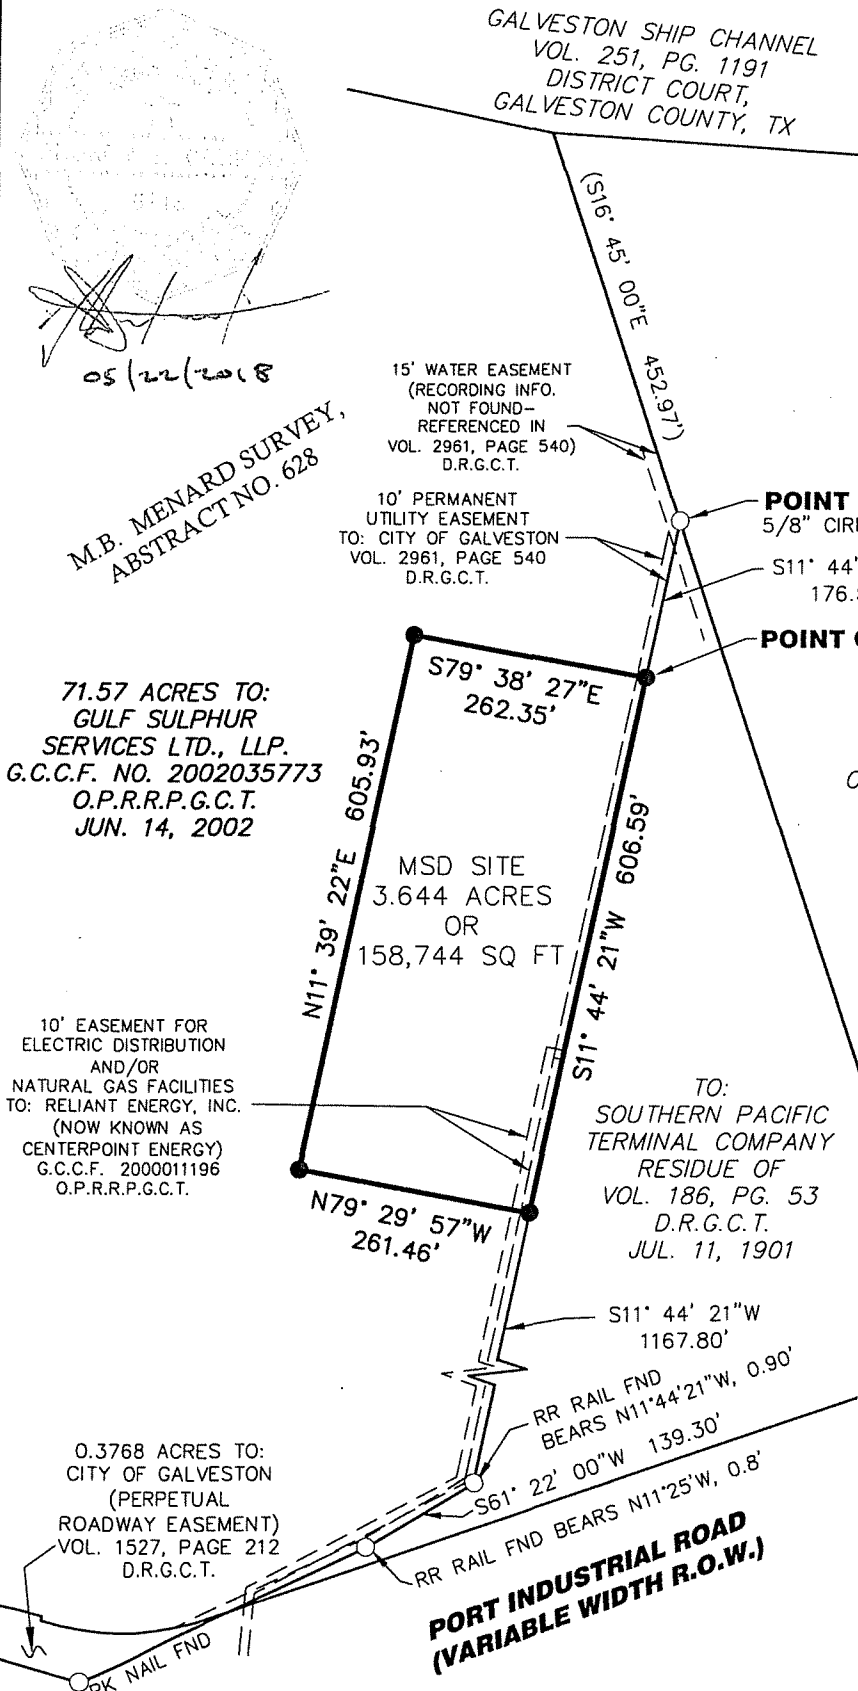 GALVESTON SHIP CHANNEL
VOL. 251, PG. 1191
DISTRICT COURT,
GALVESTON COUNTY, TX
(S16° 45' 00"E 452.97')
05/22/2018
15' WATER EASEMENT
(RECORDING INFO.
NOT FOUND-
REFERENCED IN
VOL. 2961, PAGE 540)
D.R.G.C.T.
M.B. MENARD SURVEY,
ABSTRACT NO. 628
10' PERMANENT
UTILITY EASEMENT
TO: CITY OF GALVESTON
VOL. 2961, PAGE 540
D.R.G.C.T.
POINT
5/8" CIR
S11° 44'
176.
POINT
S79° 38' 27"E
262.35'
71.57 ACRES TO:
GULF SULPHUR
SERVICES LTD., LLP.
G.C.C.F. NO. 2002035773
O.P.R.R.P.G.C.T.
JUN. 14, 2002
N11° 39' 22"E 605.93'
MSD SITE
3.644 ACRES
OR
158,744 SQ FT
S11° 44' 21"W 606.59'
10' EASEMENT FOR
ELECTRIC DISTRIBUTION
AND/OR
NATURAL GAS FACILITIES
TO: RELIANT ENERGY, INC.
(NOW KNOWN AS
CENTERPOINT ENERGY)
G.C.C.F. 2000011196
O.P.R.R.P.G.C.T.
TO:
SOUTHERN PACIFIC
TERMINAL COMPANY
RESIDUE OF
VOL. 186, PG. 53
D.R.G.C.T.
JUL. 11, 1901
N79° 29' 57"W
261.46'
S11° 44' 21"W
1167.80'
RR RAIL FND
BEARS N11°44'21"W, 0.90'
S61° 22' 00"W 139.30'
RR RAIL FND BEARS N11°25'W, 0.8'
0.3768 ACRES TO:
CITY OF GALVESTON
(PERPETUAL
ROADWAY EASEMENT)
VOL. 1527, PAGE 212
D.R.G.C.T.
PORT INDUSTRIAL ROAD
(VARIABLE WIDTH R.O.W.)
PK NAIL FND